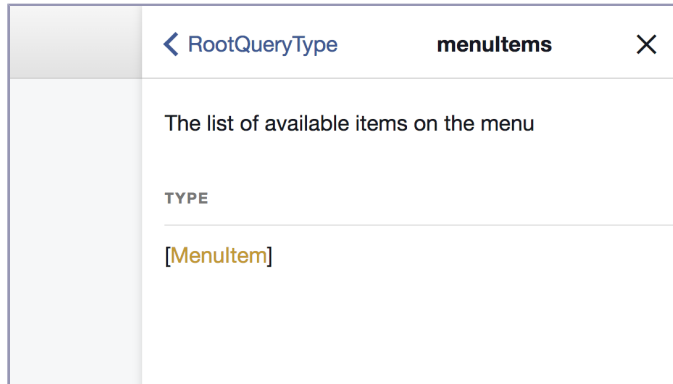 RootQueryType menuItems
The list of available items on the menu
TYPE
[MenuItem]